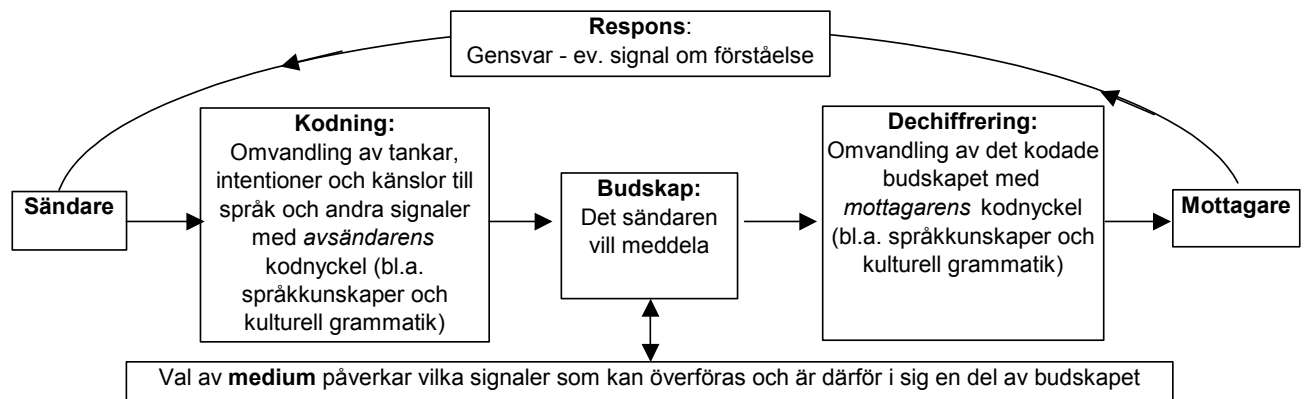 Respons:
Gensvar - ev. signal om förståelse
Sändare
Kodning:
Omvandling av tankar,
intentioner och känslor till
språk och andra signaler
med avsändarens
kodnyckel (bl.a.
språkkunskaper och
kulturell grammatik)
Budskap:
Det sändaren
vill meddela
Dechiffrering:
Omvandling av det kodade
budskapet med
mottagarens kodnyckel
(bl.a. språkkunskaper och
kulturell grammatik)
Mottagare
Val av medium påverkar vilka signaler som kan överföras och är därför i sig en del av budskapet